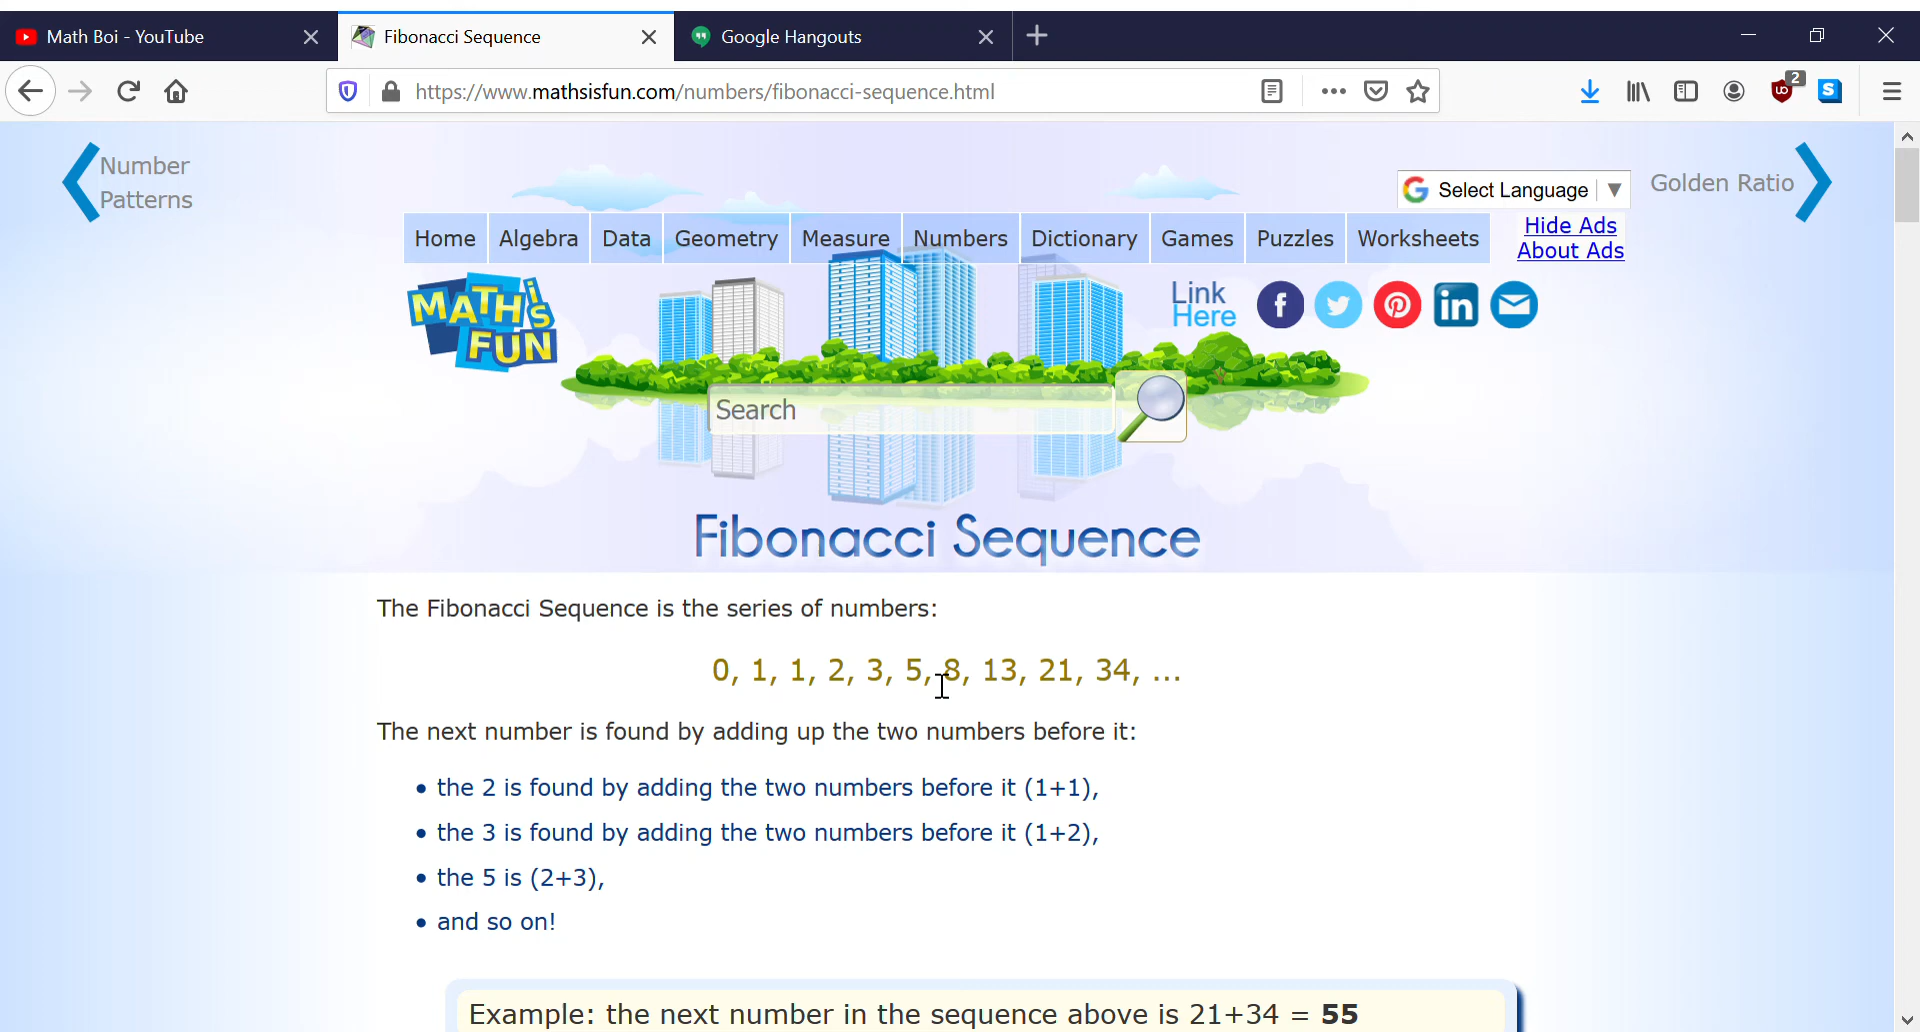 Math Boi - YouTube
Fibonacci Sequence
Google Hangouts
https://www.mathsisfun.com/numbers/fibonacci-sequence.html
2
S
Number
Patterns
G Select Language
Golden Ratio
Home Algebra Data Geometry Measure Numbers Dictionary Games Puzzles Worksheets
Hide Ads
About Ads
MATH iS
FUN
Link
Here
Search
Fibonacci Sequence
The Fibonacci Sequence is the series of numbers:
0, 1, 1, 2, 3, 5, 8, 13, 21, 34, ...
The next number is found by adding up the two numbers before it:
• the 2 is found by adding the two numbers before it (1+1),
• the 3 is found by adding the two numbers before it (1+2),
• the 5 is (2+3),
• and so on!
Example: the next number in the sequence above is 21+34 = 55